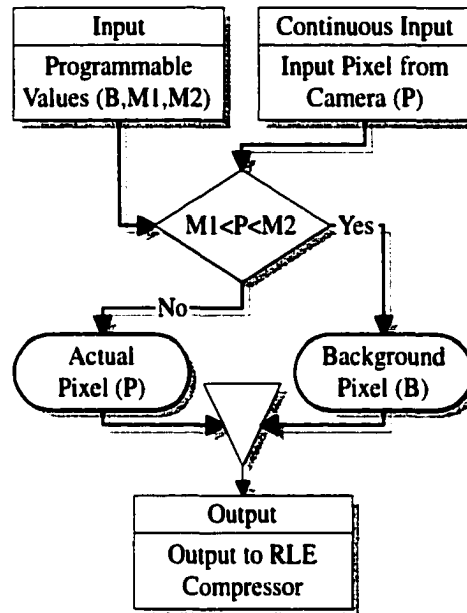 Input
Programmable
Values (B,M1,M2)
Continuous Input
Input Pixel from
Camera (P)
M1<P<M2
Yes
No
Actual
Pixel (P)
Background
Pixel (B)
Output
Output to RLE
Compressor